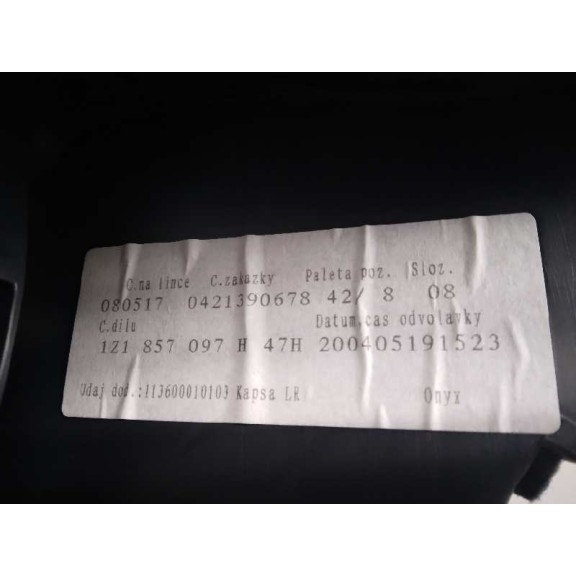 C.na lince C.zakazky Paleta poz. Sloz.
080517 0421390678 42/ 8 08
C.dilu Datum,cas odvolavky
1Z1 857 097 H 47H 200405191523
Udaj dod.:113600010103 Kapsa LR Onyx